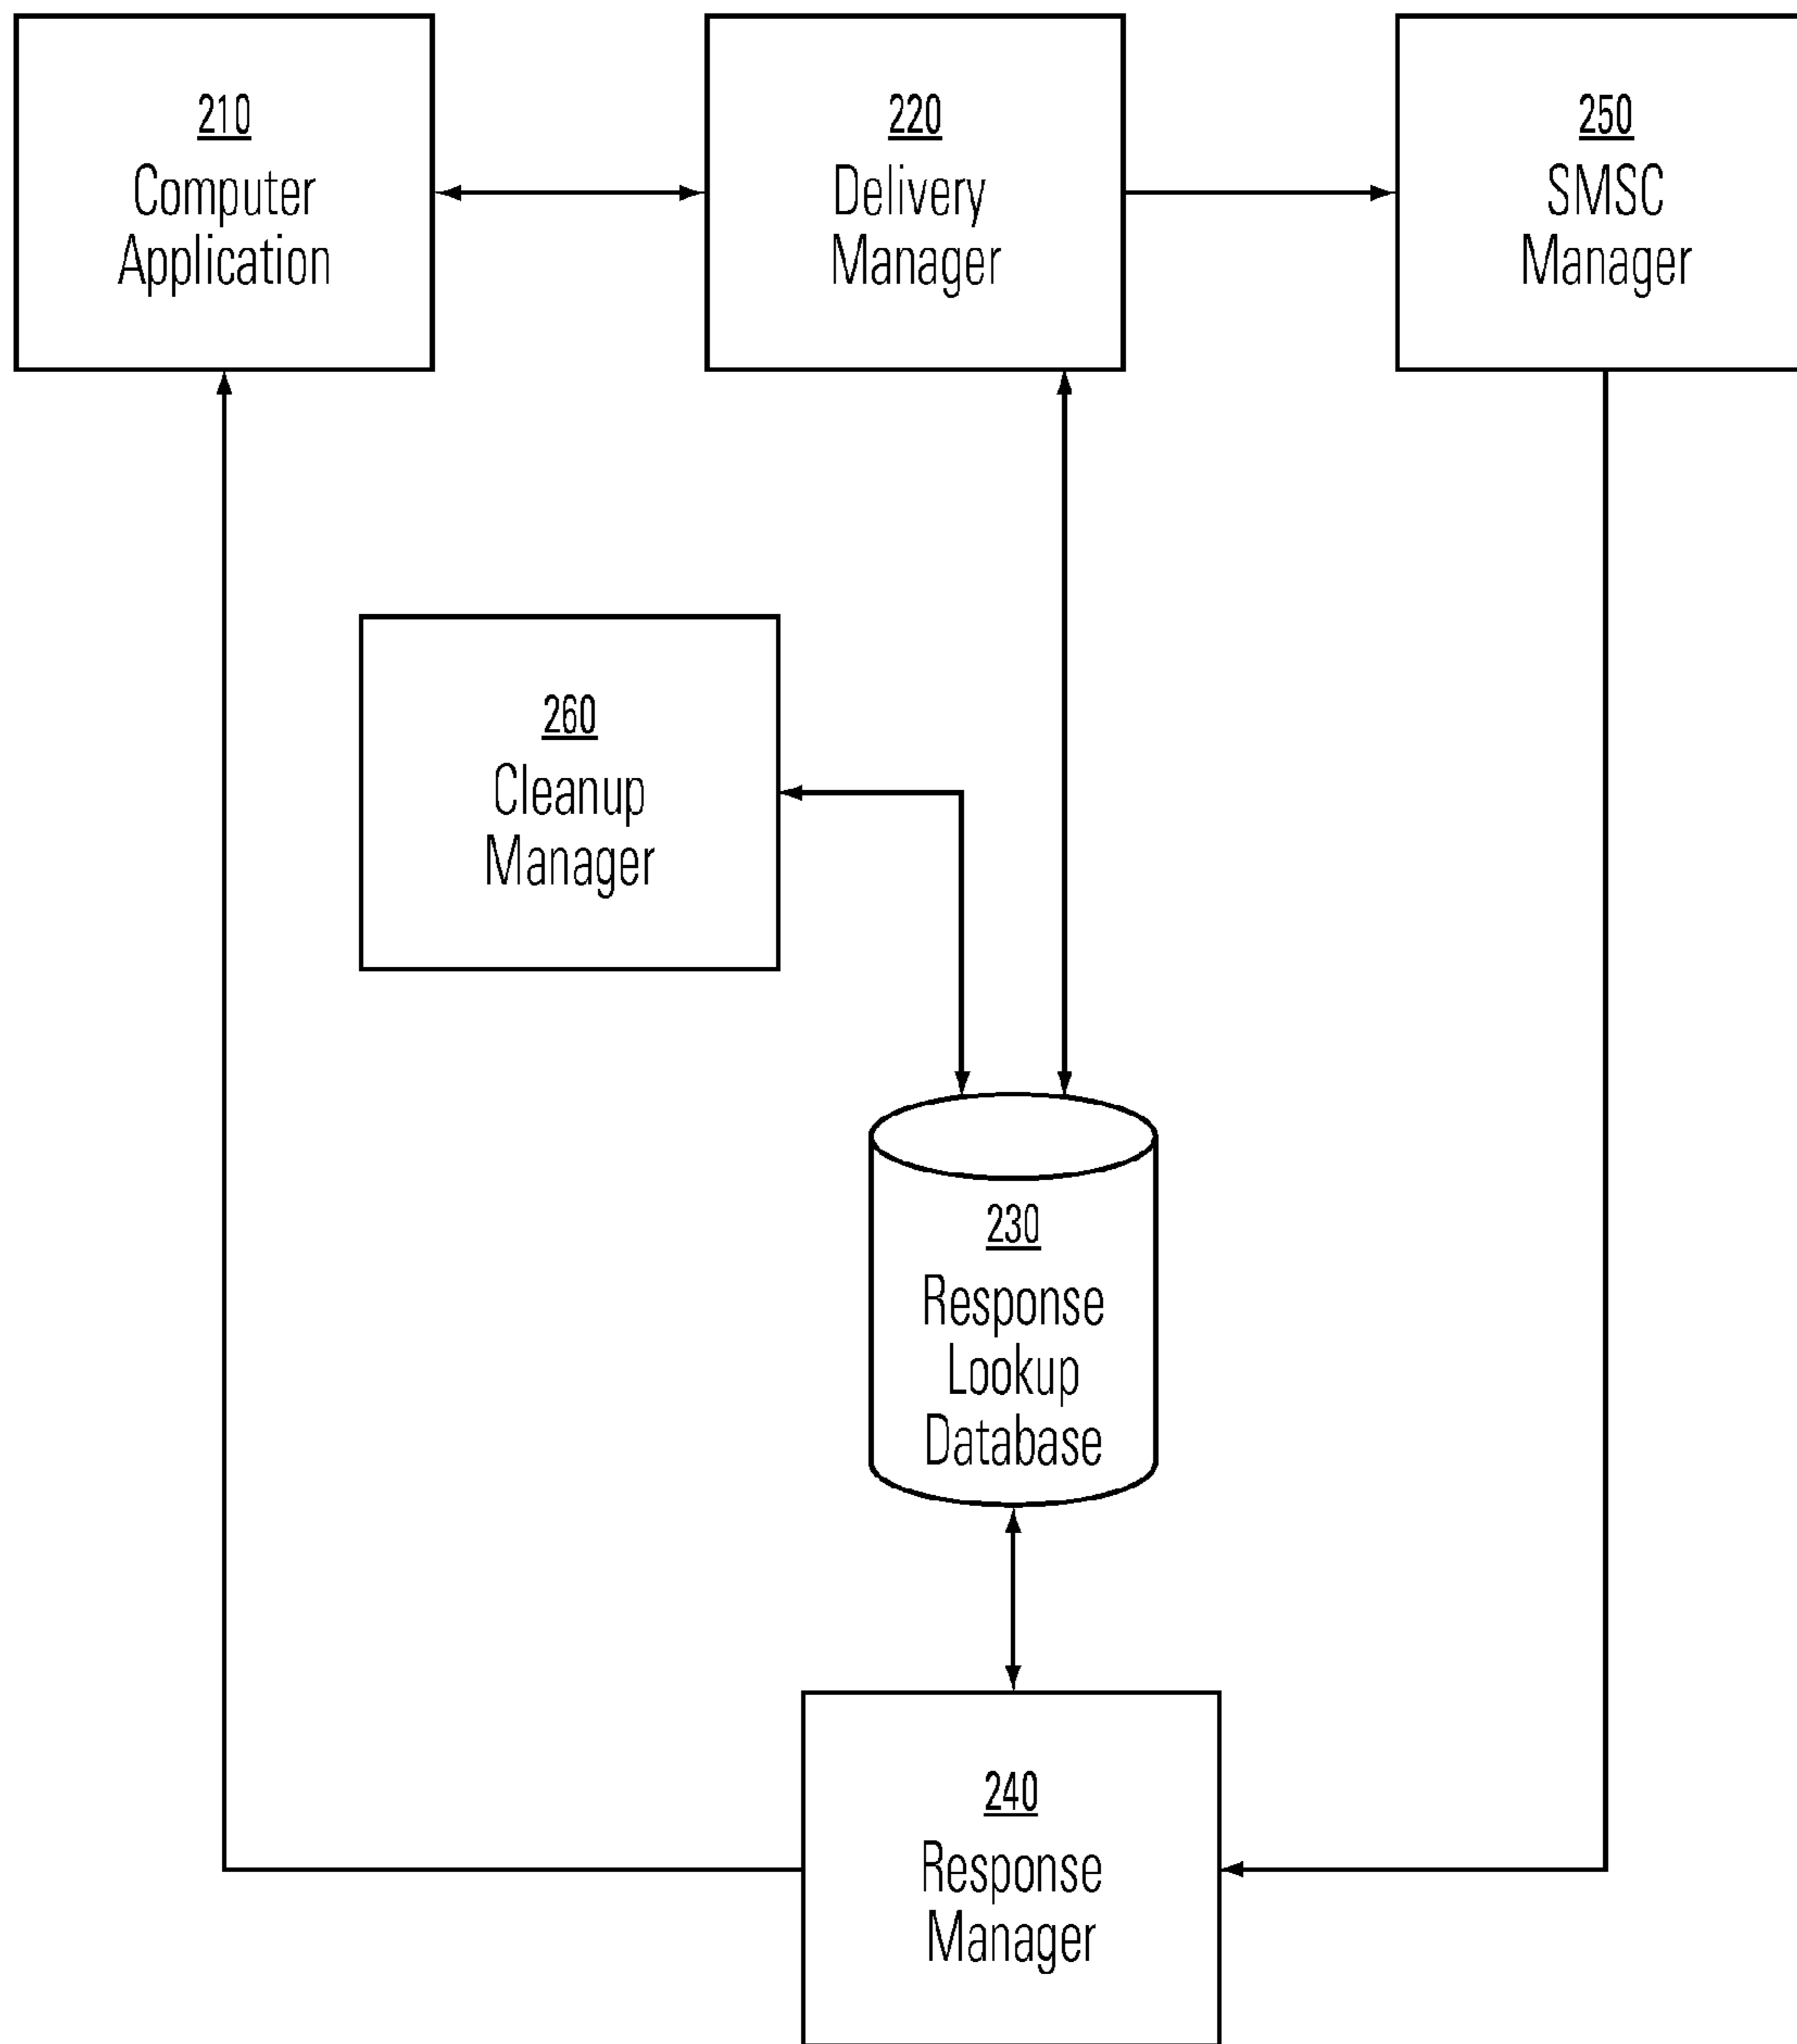 210
Computer
Application
220
Delivery
Manager
250
SMSC
Manager
260
Cleanup
Manager
230
Response
Lookup
Database
240
Response
Manager